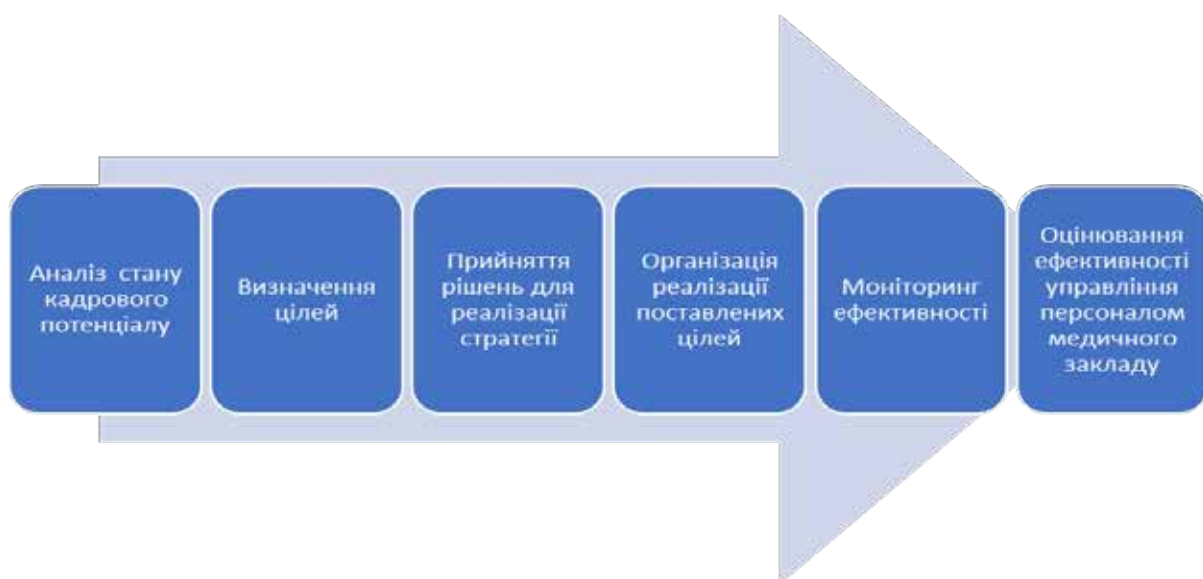 Аналіз стану
кадрового
потенціалу
Визначення
цілей
Прийняття
рішень для
реалізації
стратегії
Організація
реалізації
поставлених
цілей
Моніторинг
ефективності
Оцінювання
ефективності
управління
персоналом
медичного
закладу